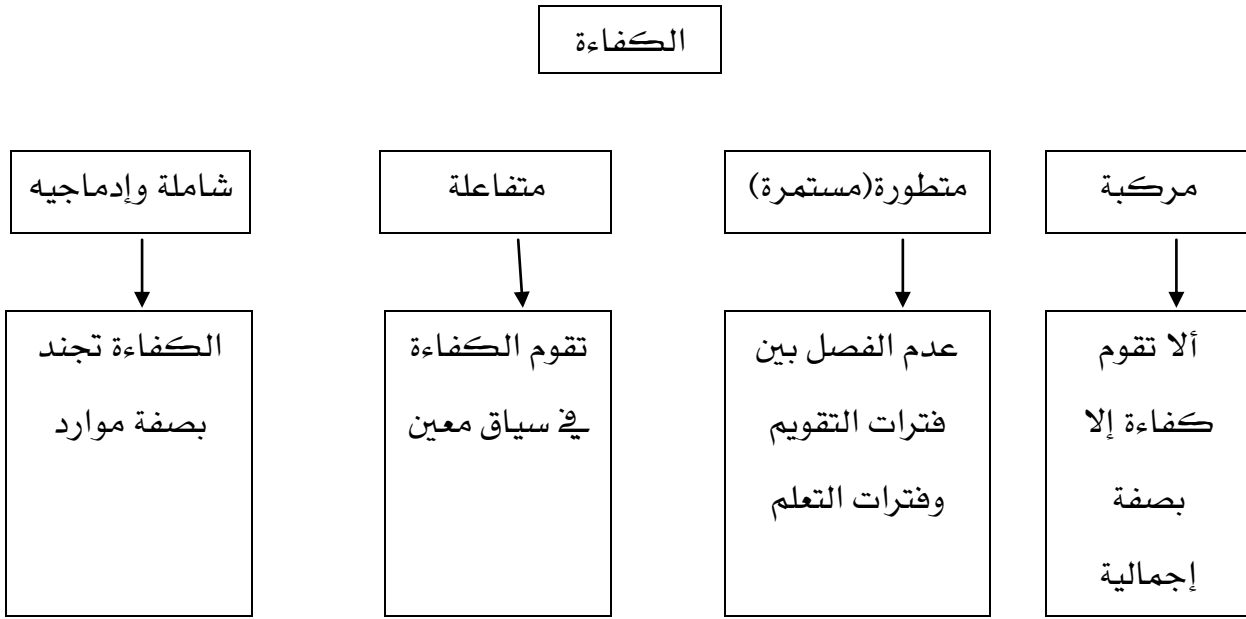 الكفاءة
مركبة
متطورة(مستمرة)
متفاعلة
شاملة وإدماجيه
ألا تقوم
كفاءة إلا
بصفة
إجمالية
عدم الفصل بين
فترات التقويم
وفترات التعلم
تقوم الكفاءة
في سياق معين
الكفاءة تجند
بصفة موارد